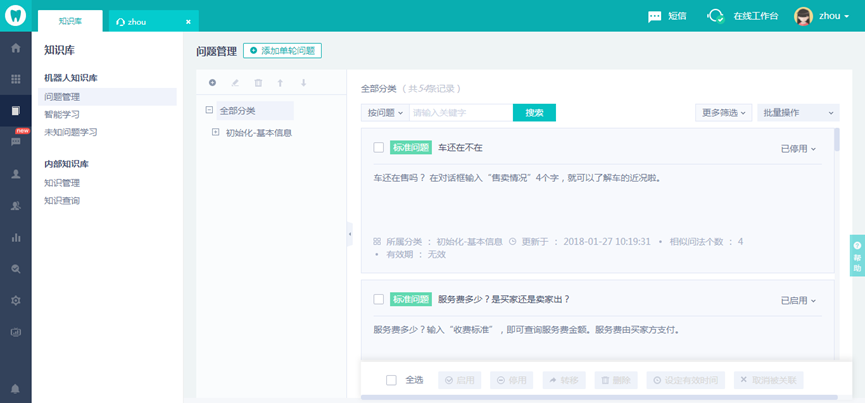 知识库
zhou
短信
在线工作台
zhou
知识库
机器人知识库
问题管理
智能学习
new
未知问题学习
内部知识库
知识管理
知识查询
问题管理
添加单轮问题
全部分类
初始化-基本信息
全部分类（共54条记录）
按问题
请输入关键字
搜索
更多筛选
批量操作
标准问题 车还在不在
已停用
车还在售吗？ 在对话框输入“售卖情况”4个字，就可以了解车的近况啦。
所属分类 ： 初始化-基本信息 更新于 ： 2018-01-27 10:19:31 • 相似问法个数 ： 4
• 有效期 ： 无效
标准问题 服务费多少？是买家还是卖家出？
已启用
服务费多少？输入“收费标准”，即可查询服务费金额。服务费由买家方支付。
全选 启用 停用 转移 删除 设定有效时间 取消被关联
帮助